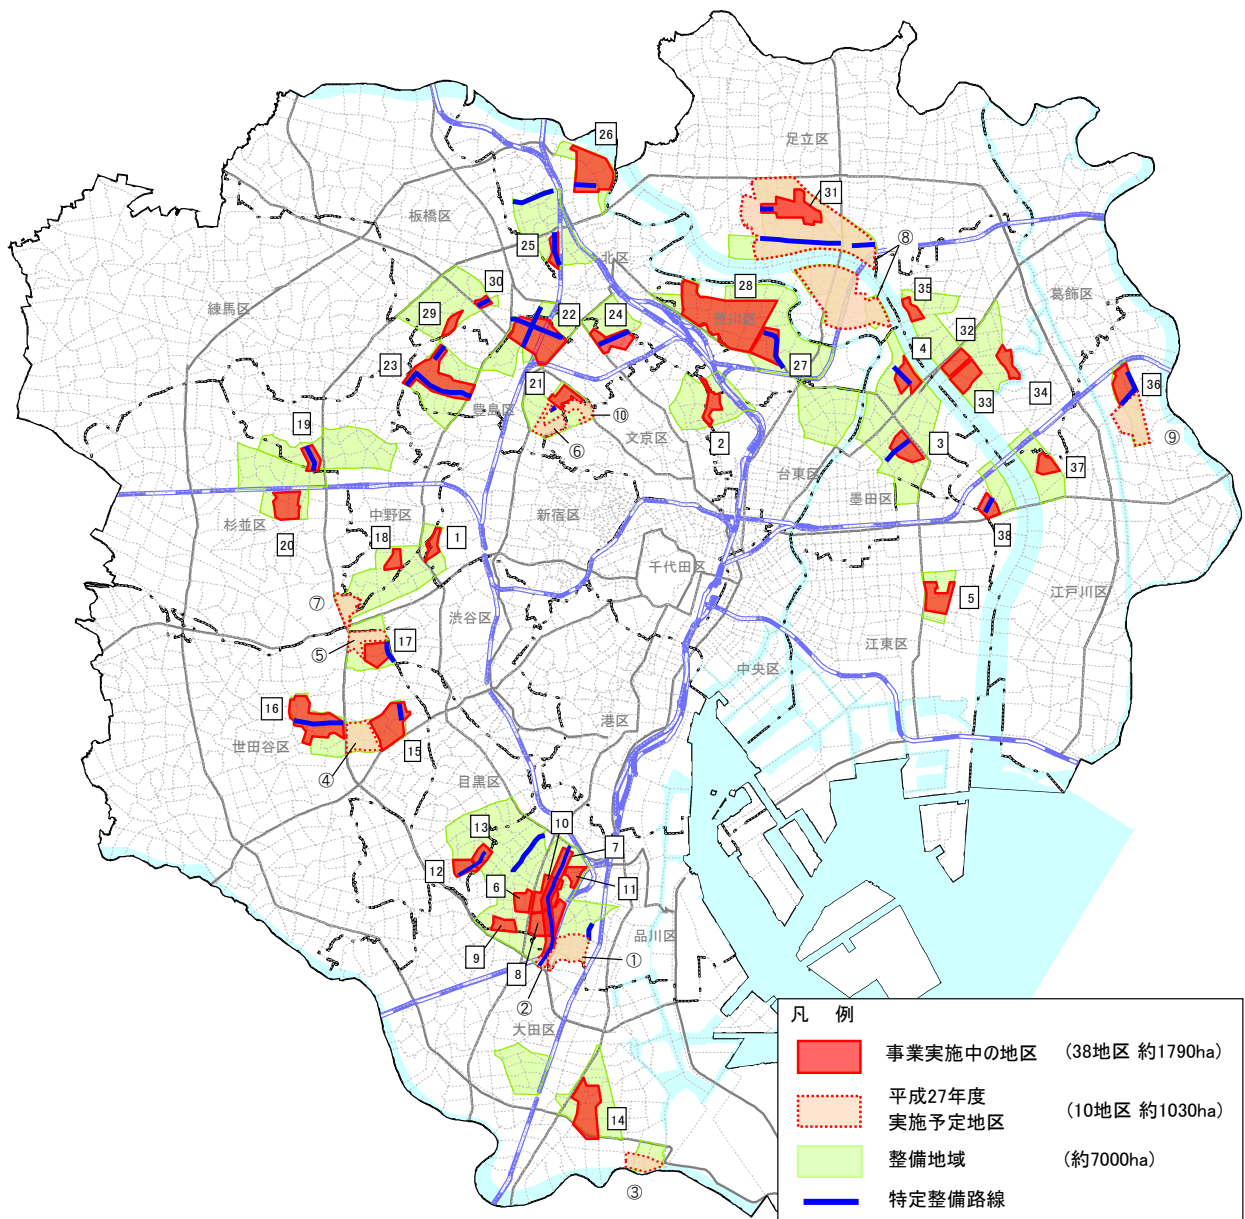 26
足立区
31
板橋区
25
北区
⑧
30
28
35
練馬区
29
22
24
荒川区
32
葛飾区
23
4
27
21
豊島区
⑩
33
34
36
19
⑥
文京区
2
3
⑨
台東区
37
墨田区
杉並区
中野区
新宿区
20
18
1
38
千代田区
⑦
渋谷区
5
江戸川区
⑤
17
江東区
中央区
16
港区
世田谷区
15
④
目黒区
13
10
7
12
6
11
9
8
品川区
①
②
大田区
14
③
凡 例
事業実施中の地区 (38地区 約1790ha)
平成27年度
実施予定地区 (10地区 約1030ha)
整備地域 (約7000ha)
特定整備路線